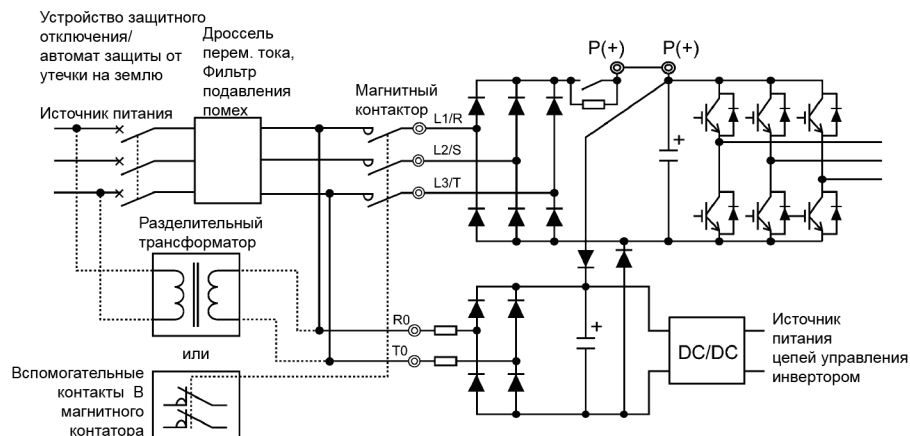 Устройство защитного
отключения/
автомат защиты от
утечки на землю
Дроссель
перем. тока,
Фильтр
подавления
помех
Источник питания
Магнитный
контактор
L1/R
L2/S
L3/T
P(+)
P(+)
+
Разделительный
трансформатор
или
Вспомогательные
контакты В
магнитного
контатора
R0
T0
+
DC/DC
Источник
питания
цепей управления
инвертором